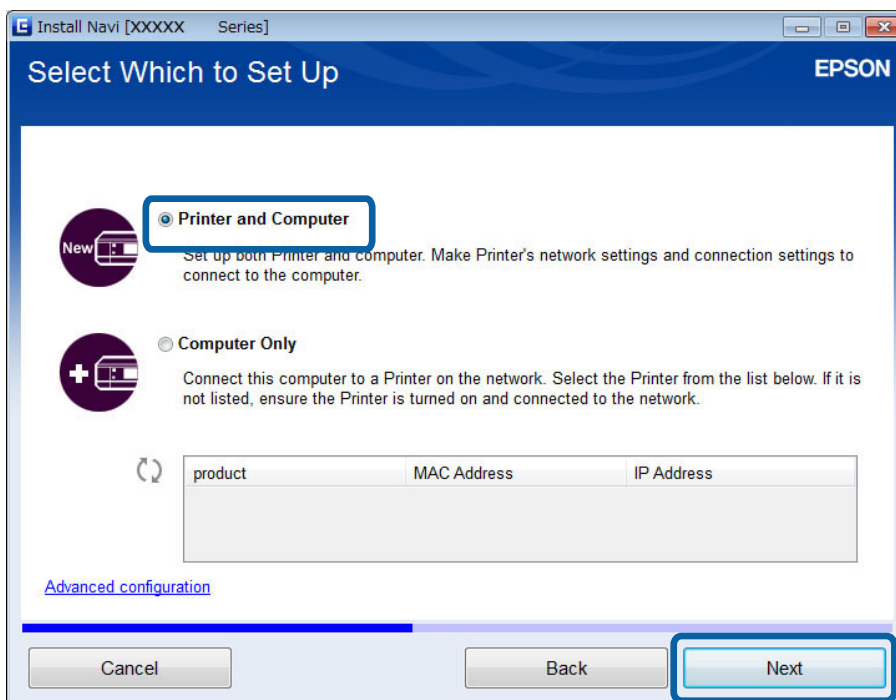 Install Navi [XXXXX Series]
Select Which to Set Up
EPSON
New
Printer and Computer
Set up both Printer and computer. Make Printer's network settings and connection settings to
connect to the computer.
Computer Only
Connect this computer to a Printer on the network. Select the Printer from the list below. If it is
not listed, ensure the Printer is turned on and connected to the network.
product MAC Address IP Address
Advanced configuration
Cancel Back Next